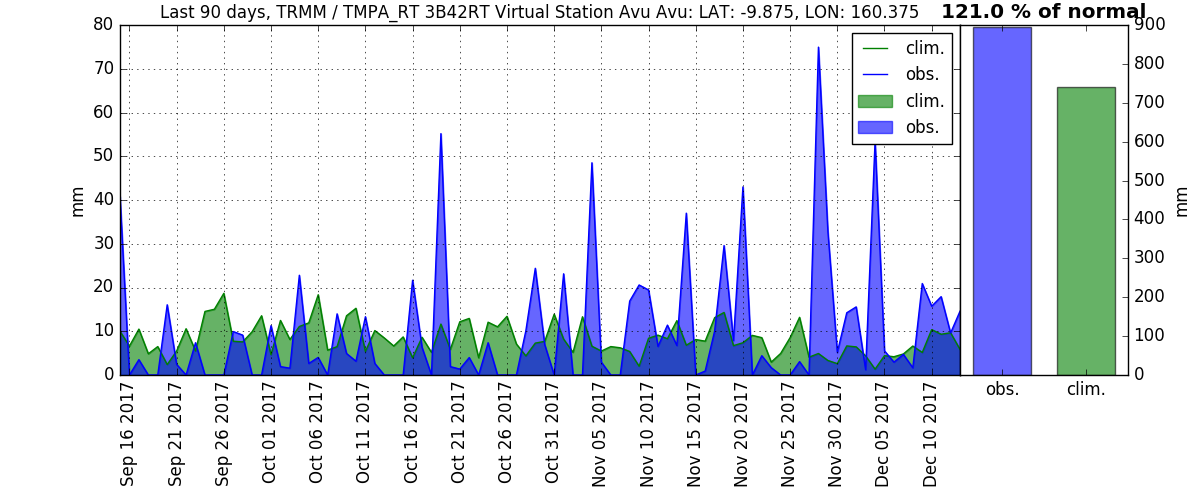 Last 90 days, TRMM / TMPA_RT 3B42RT Virtual Station Avu Avu: LAT: -9.875, LON: 160.375
121.0 % of normal
mm
80
70
60
50
40
30
20
10
0
clim.
obs.
clim.
obs.
900
800
700
600
500
400
300
200
100
0
mm
Sep 16 2017
Sep 21 2017
Sep 26 2017
Oct 01 2017
Oct 06 2017
Oct 11 2017
Oct 16 2017
Oct 21 2017
Oct 26 2017
Oct 31 2017
Nov 05 2017
Nov 10 2017
Nov 15 2017
Nov 20 2017
Nov 25 2017
Nov 30 2017
Dec 05 2017
Dec 10 2017
obs.
clim.